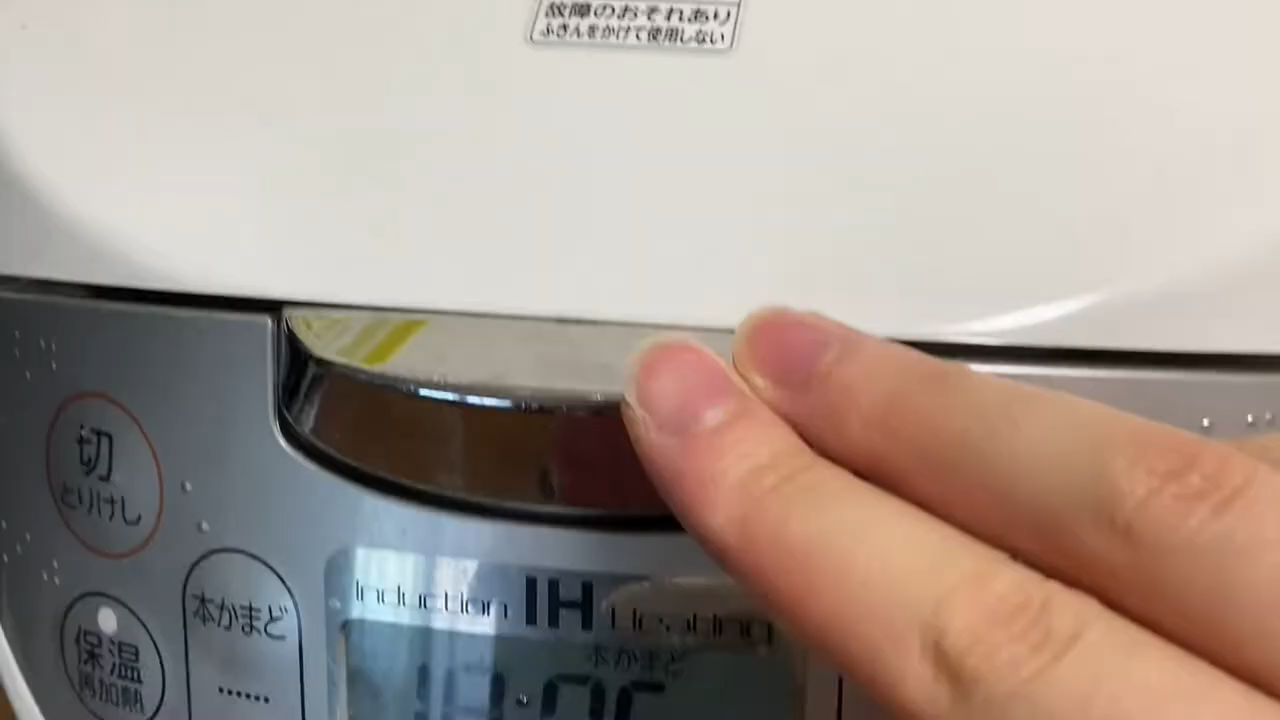 故障のおそれあり
ふきんをかけて使用しない
切
とりけし
Induction IH Heating
本かまど
本かまど
保温
再加熱